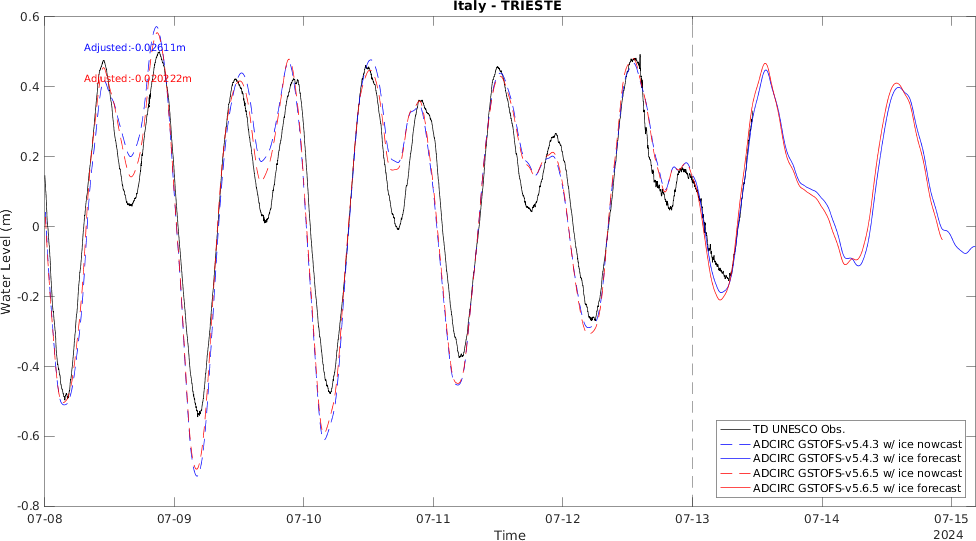 Italy - TRIESTE
Adjusted:-0.02611m
Adjusted:-0.020222m
Water Level (m)
0.6
0.4
0.2
0
-0.2
-0.4
-0.6
-0.8
TD UNESCO Obs.
ADCIRC GSTOFS-v5.4.3 w/ ice nowcast
ADCIRC GSTOFS-v5.4.3 w/ ice forecast
ADCIRC GSTOFS-v5.6.5 w/ ice nowcast
ADCIRC GSTOFS-v5.6.5 w/ ice forecast
07-08 07-09 07-10 07-11 07-12 07-13 07-14 07-15
Time
2024